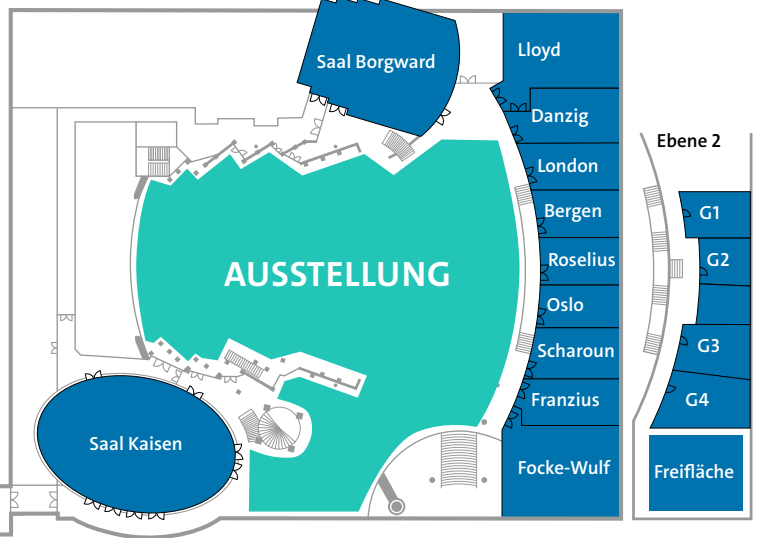 Saal Borgward
Lloyd
Danzig
London
Bergen
Roselius
Oslo
Scharoun
Franzius
Focke-Wulf
AUSSTELLUNG
Saal Kaisen
Ebene 2
G1
G2
G3
G4
Freifläche